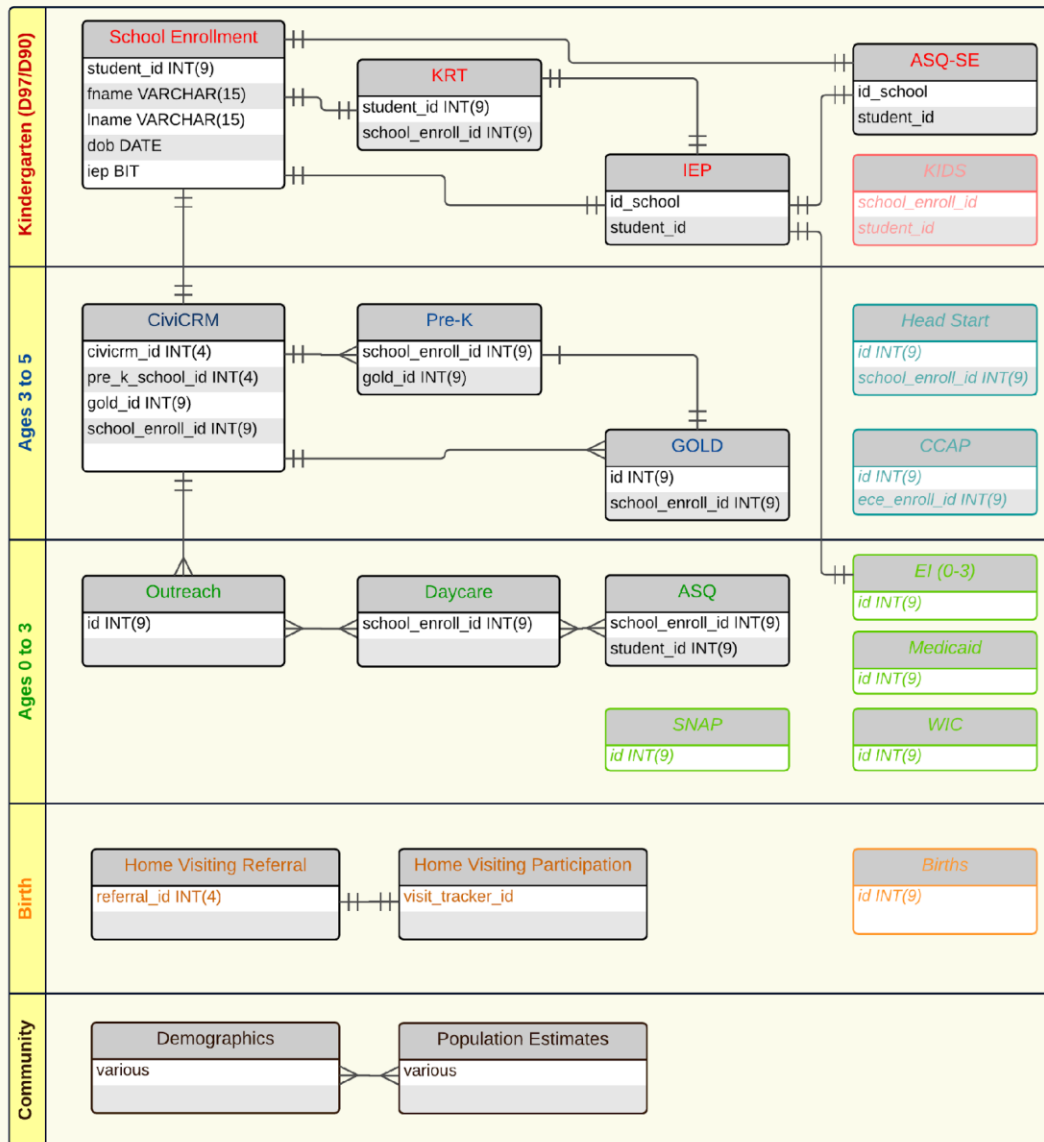 Kindergarten (D97/D90)
School Enrollment
student_id INT(9)
fname VARCHAR(15)
lname VARCHAR(15)
dob DATE
iep BIT
KRT
student_id INT(9)
school_enroll_id INT(9)
IEP
id_school
student_id
ASQ-SE
id_school
student_id
KIDS
school_enroll_id
student_id
Ages 3 to 5
CiviCRM
civicrm_id INT(4)
pre_k_school_id INT(4)
gold_id INT(9)
school_enroll_id INT(9)
Pre-K
school_enroll_id INT(9)
gold_id INT(9)
GOLD
id INT(9)
school_enroll_id INT(9)
Head Start
id INT(9)
school_enroll_id INT(9)
CCAP
id INT(9)
ece_enroll_id INT(9)
Ages 0 to 3
Outreach
id INT(9)
Daycare
school_enroll_id INT(9)
ASQ
school_enroll_id INT(9)
student_id INT(9)
EI (0-3)
id INT(9)
Medicaid
id INT(9)
SNAP
id INT(9)
WIC
id INT(9)
Birth
Home Visiting Referral
referral_id INT(4)
Home Visiting Participation
visit_tracker_id
Births
id INT(9)
Community
Demographics
various
Population Estimates
various